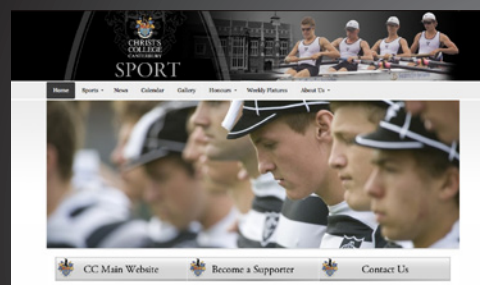 CHRIST'S
COLLEGE
CANTERBURY
SPORT
Home Sports News Calendar Gallery Honours Weekly Fixtures About Us
CC Main Website Become a Supporter Contact Us